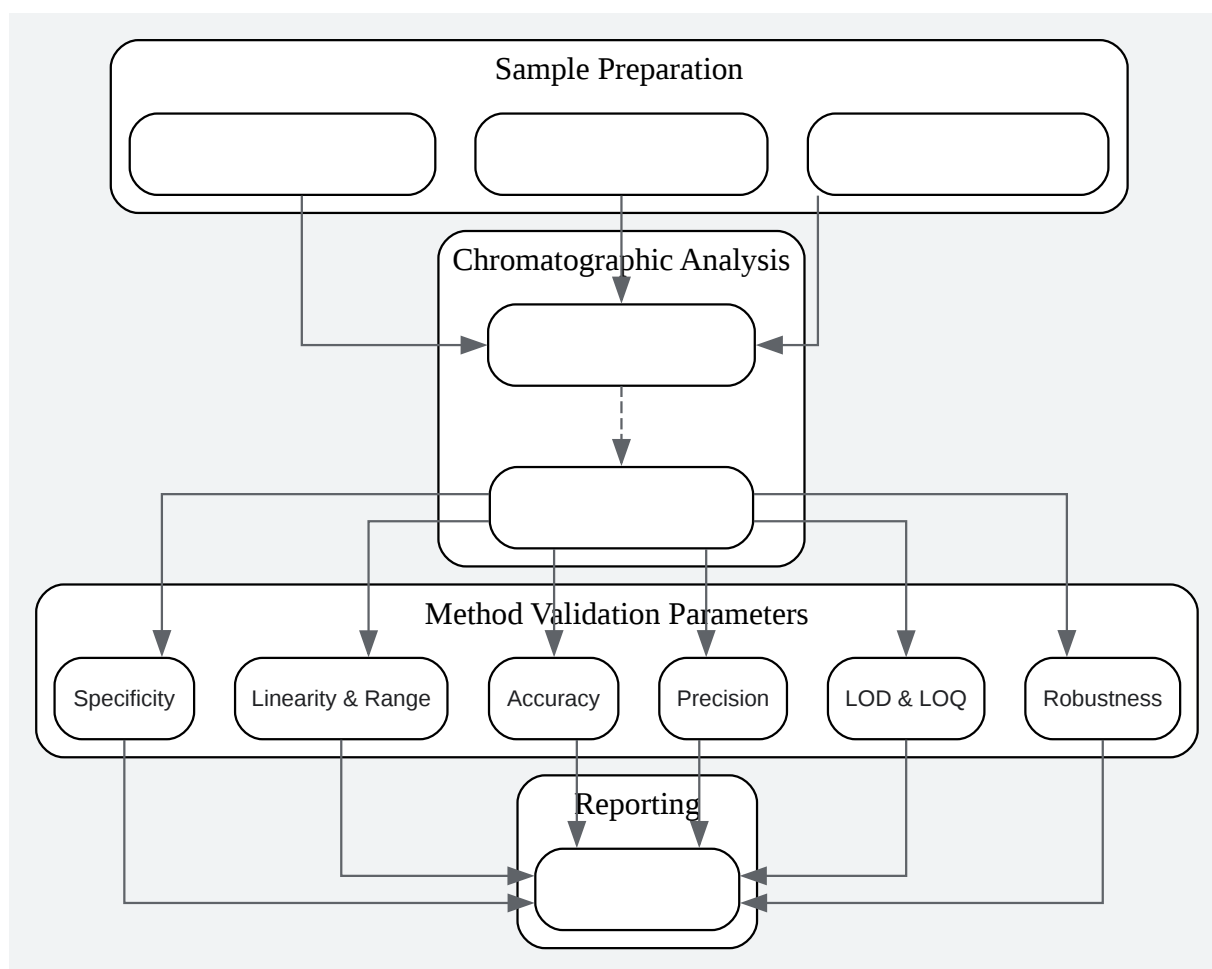 Sample Preparation
Chromatographic Analysis
Method Validation Parameters
Specificity
Linearity & Range
Accuracy
Precision
LOD & LOQ
Robustness
Reporting